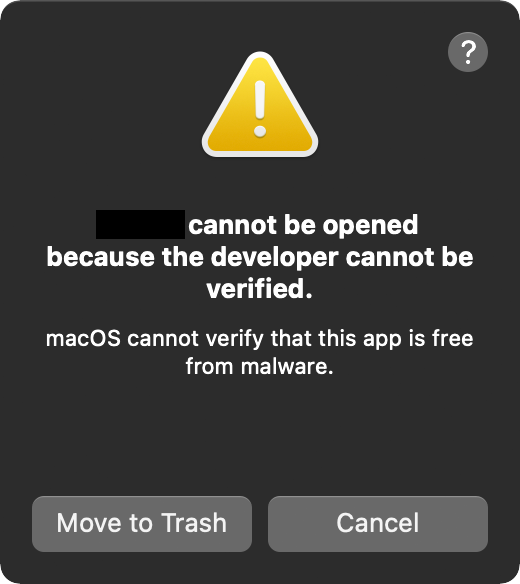 ?
cannot be opened
because the developer cannot be
verified.
macOS cannot verify that this app is free
from malware.
Move to Trash
Cancel